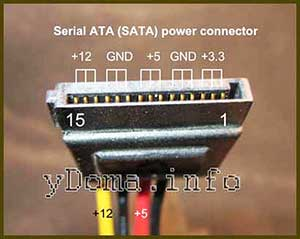 Serial ATA (SATA) power connector
+12 GND +5 GND +3.3
15 1
yDoma.info
+12 +5